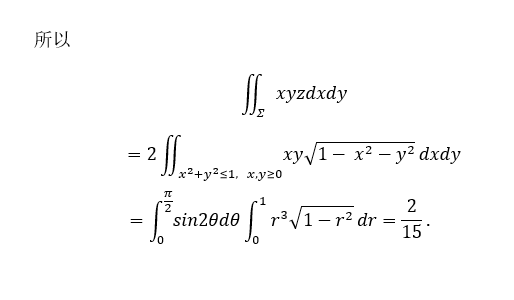 所以
∬_Σ xyzdxdy
= 2∬_{x²+y²≤1, x,y≥0} xy√(1 − x² − y²) dxdy
= ∫_0^{π/2} sin2θdθ ∫_0^1 r³√(1 − r²) dr = 2/15 .